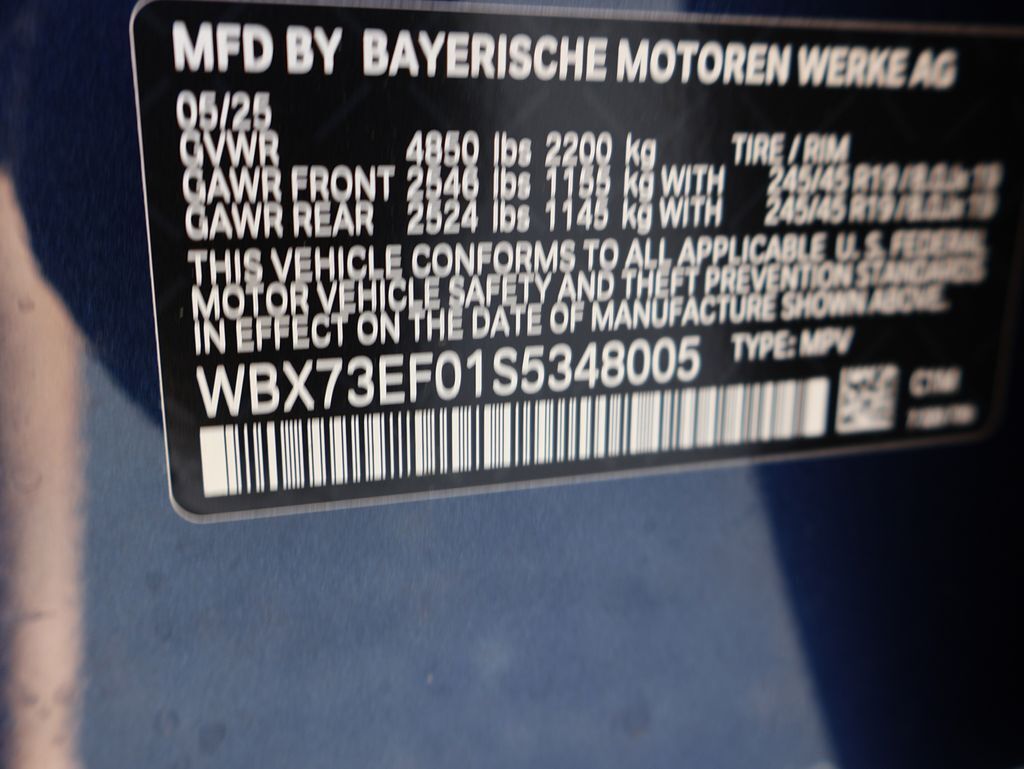 MFD BY BAYERISCHE MOTOREN WERKE AG
05/25
GVWR 4850 lbs 2200 kg TIRE / RIM
GAWR FRONT 2546 lbs 1155 kg WITH 245/45 R19 /
GAWR REAR 2524 lbs 1145 kg WITH 245/45 R19 /
THIS VEHICLE CONFORMS TO ALL APPLICABLE U. S. FEDERAL
MOTOR VEHICLE SAFETY AND THEFT PREVENTION STANDARDS
IN EFFECT ON THE DATE OF MANUFACTURE SHOWN ABOVE.
WBX73EF01S5348005 TYPE: MPV